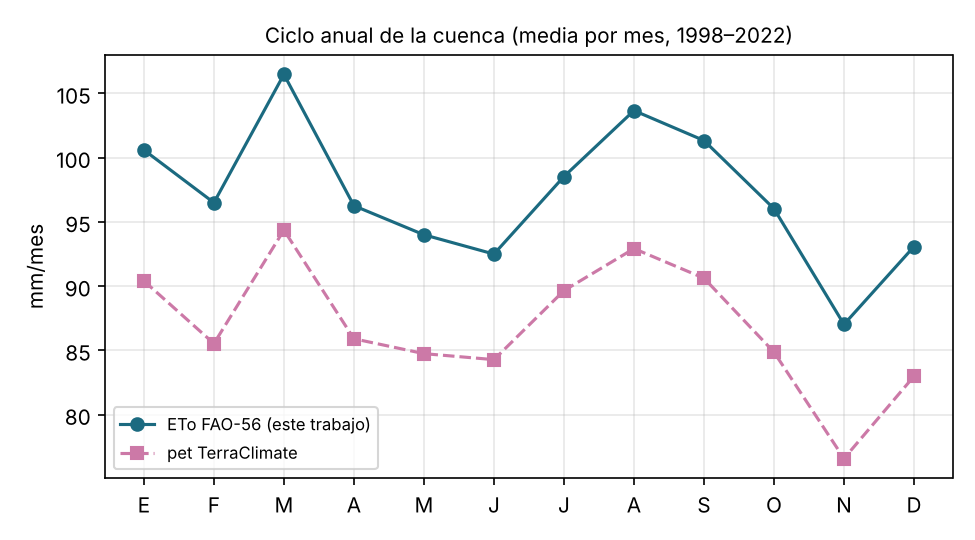 Ciclo anual de la cuenca (media por mes, 1998–2022)
mm/mes
105
100
95
90
85
80
ETo FAO-56 (este trabajo)
pet TerraClimate
E F M A M J J A S O N D